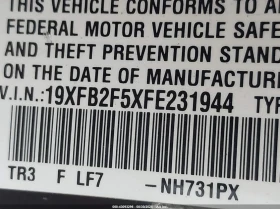 THIS VEHICLE CONFORMS TO
FEDERAL MOTOR VEHICLE SAFE
AND THEFT PREVENTION STAND
ON THE DATE OF MANUFACTUR
V.I.N.:19XFB2F5XFE231944 TY
TR3 F LF7 -NH731PX